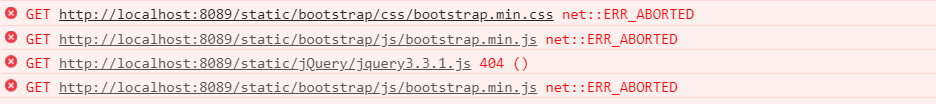 GET http://localhost:8089/static/bootstrap/css/bootstrap.min.css net::ERR_ABORTED
GET http://localhost:8089/static/bootstrap/js/bootstrap.min.js net::ERR_ABORTED
GET http://localhost:8089/static/jQuery/jquery3.3.1.js 404 ()
GET http://localhost:8089/static/bootstrap/js/bootstrap.min.js net::ERR_ABORTED